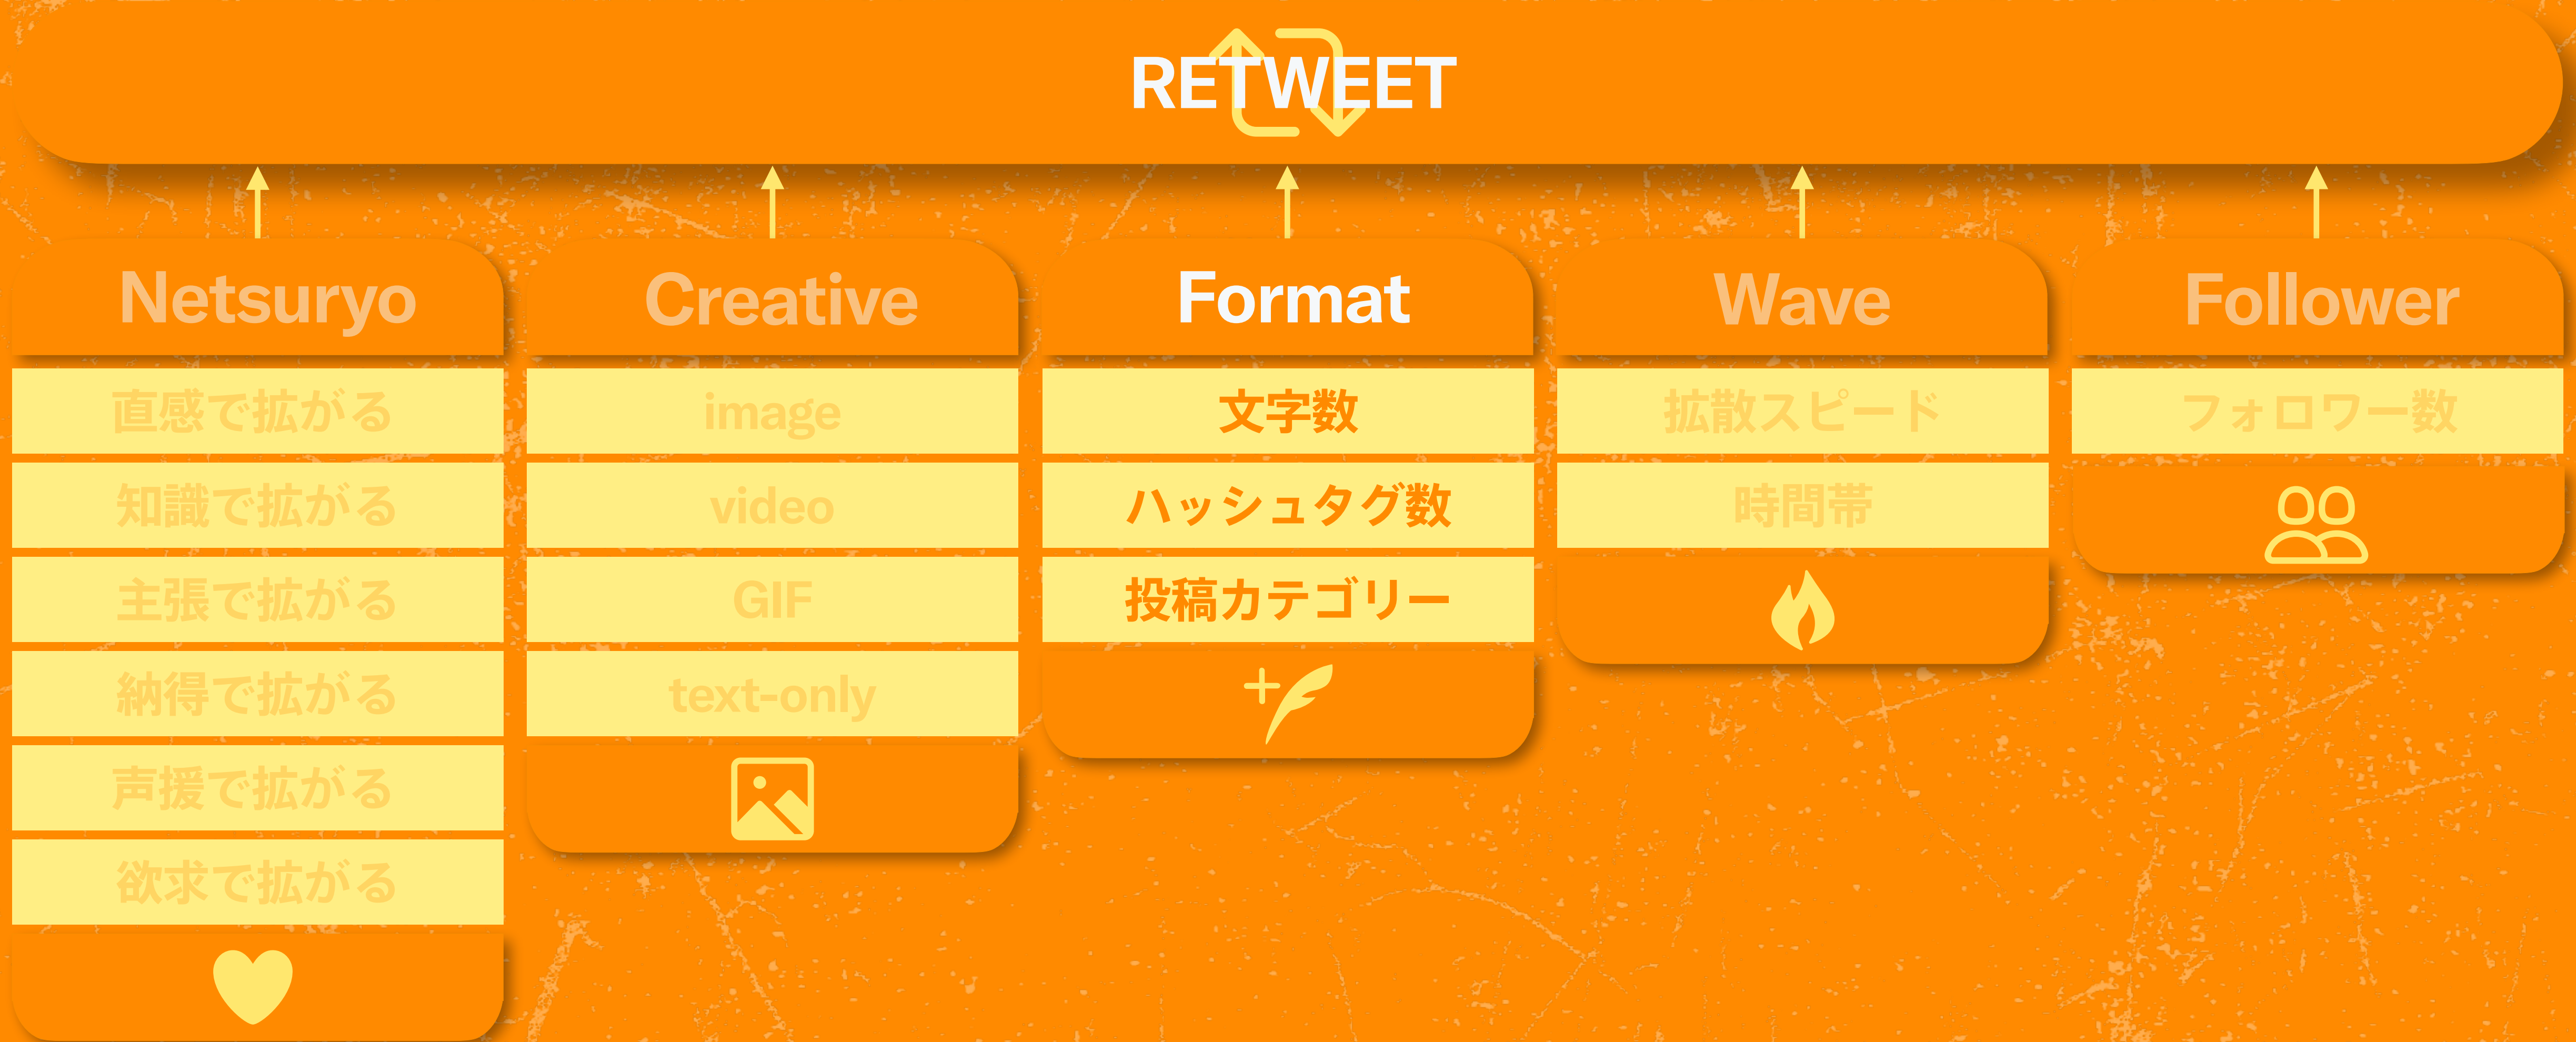 RETWEET
Netsuryo
直感で拡がる
知識で拡がる
主張で拡がる
納得で拡がる
声援で拡がる
欲求で拡がる
Creative
image
video
GIF
text-only
Format
文字数
ハッシュタグ数
投稿カテゴリー
Wave
拡散スピード
時間帯
Follower
フォロワー数